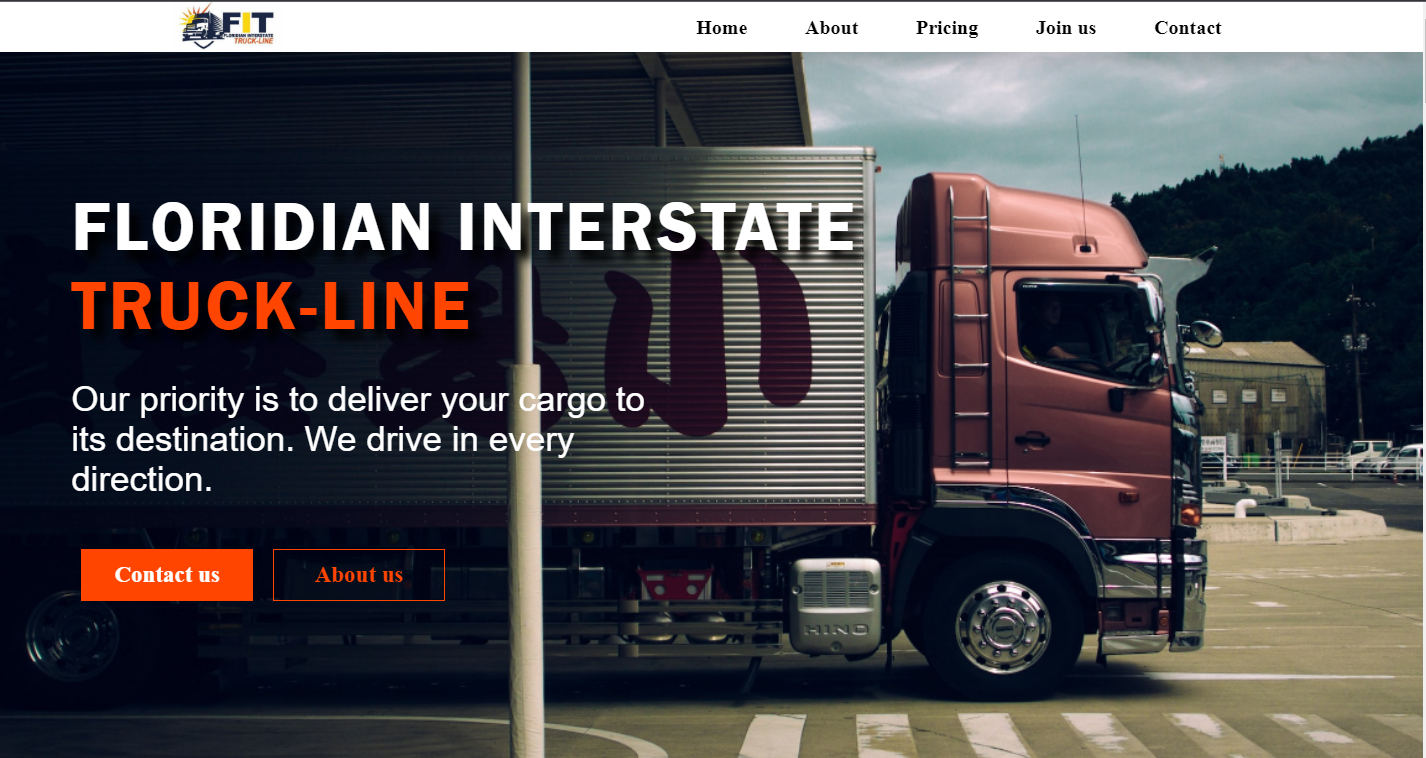 FIT
FLORIDIAN INTERSTATE
TRUCK-LINE
Home About Pricing Join us Contact
FLORIDIAN INTERSTATE
TRUCK-LINE
Our priority is to deliver your cargo to
its destination. We drive in every
direction.
Contact us About us
HINO